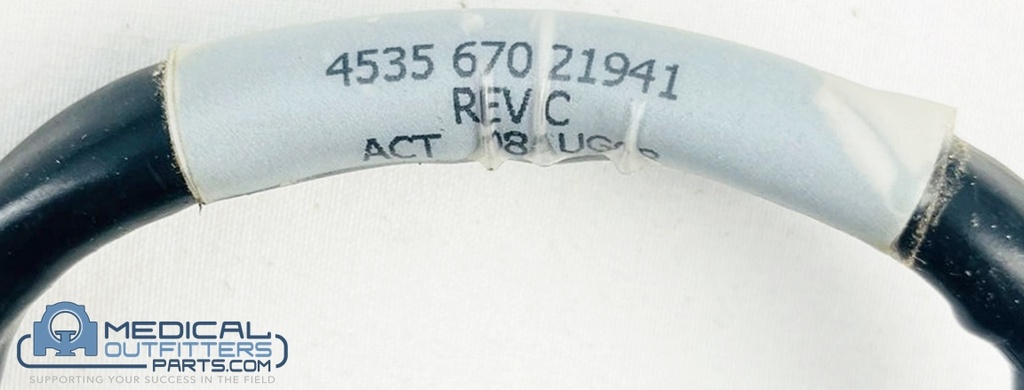 4535 670 21941
REV C
ACT
MEDICAL
OUTFITTERS
PARTS.COM
SUPPORTING YOUR SUCCESS IN THE FIELD